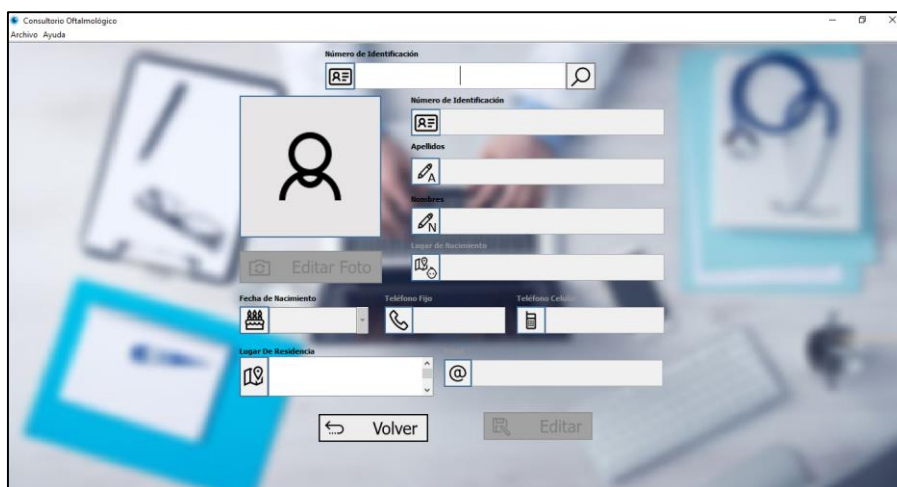 Consultorio Oftalmológico
Archivo Ayuda
Número de Identificación
Número de Identificación
Apellidos
A
Nombres
N
Editar Foto
Lugar de Nacimiento
Fecha de Nacimiento
Teléfono Fijo
Teléfono Celular
Lugar De Residencia
@
Volver
Editar